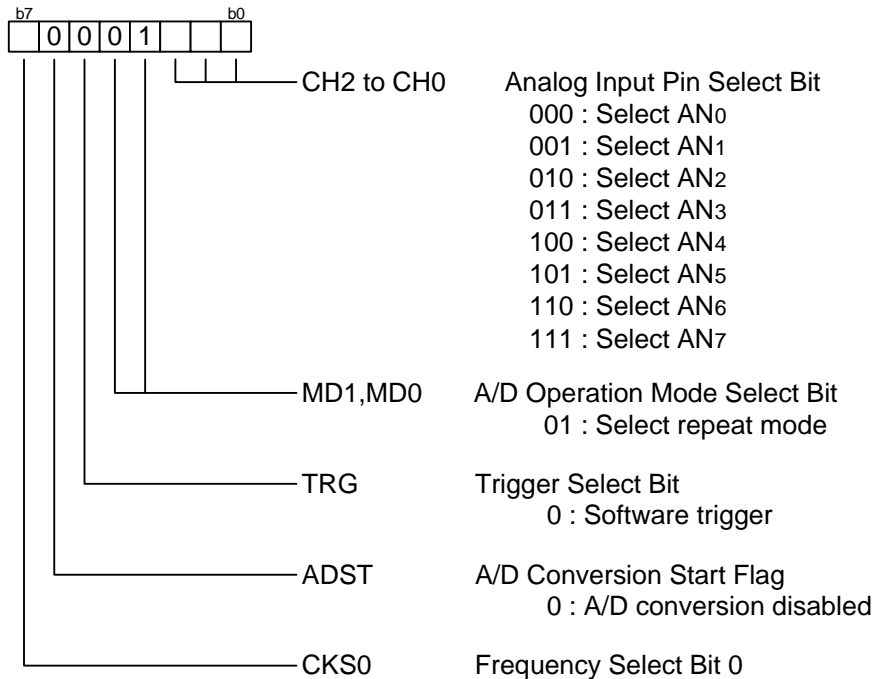 b7 b0
0 0 0 1
CH2 to CH0 Analog Input Pin Select Bit
000 : Select AN0
001 : Select AN1
010 : Select AN2
011 : Select AN3
100 : Select AN4
101 : Select AN5
110 : Select AN6
111 : Select AN7
MD1,MD0 A/D Operation Mode Select Bit
01 : Select repeat mode
TRG Trigger Select Bit
0 : Software trigger
ADST A/D Conversion Start Flag
0 : A/D conversion disabled
CKS0 Frequency Select Bit 0